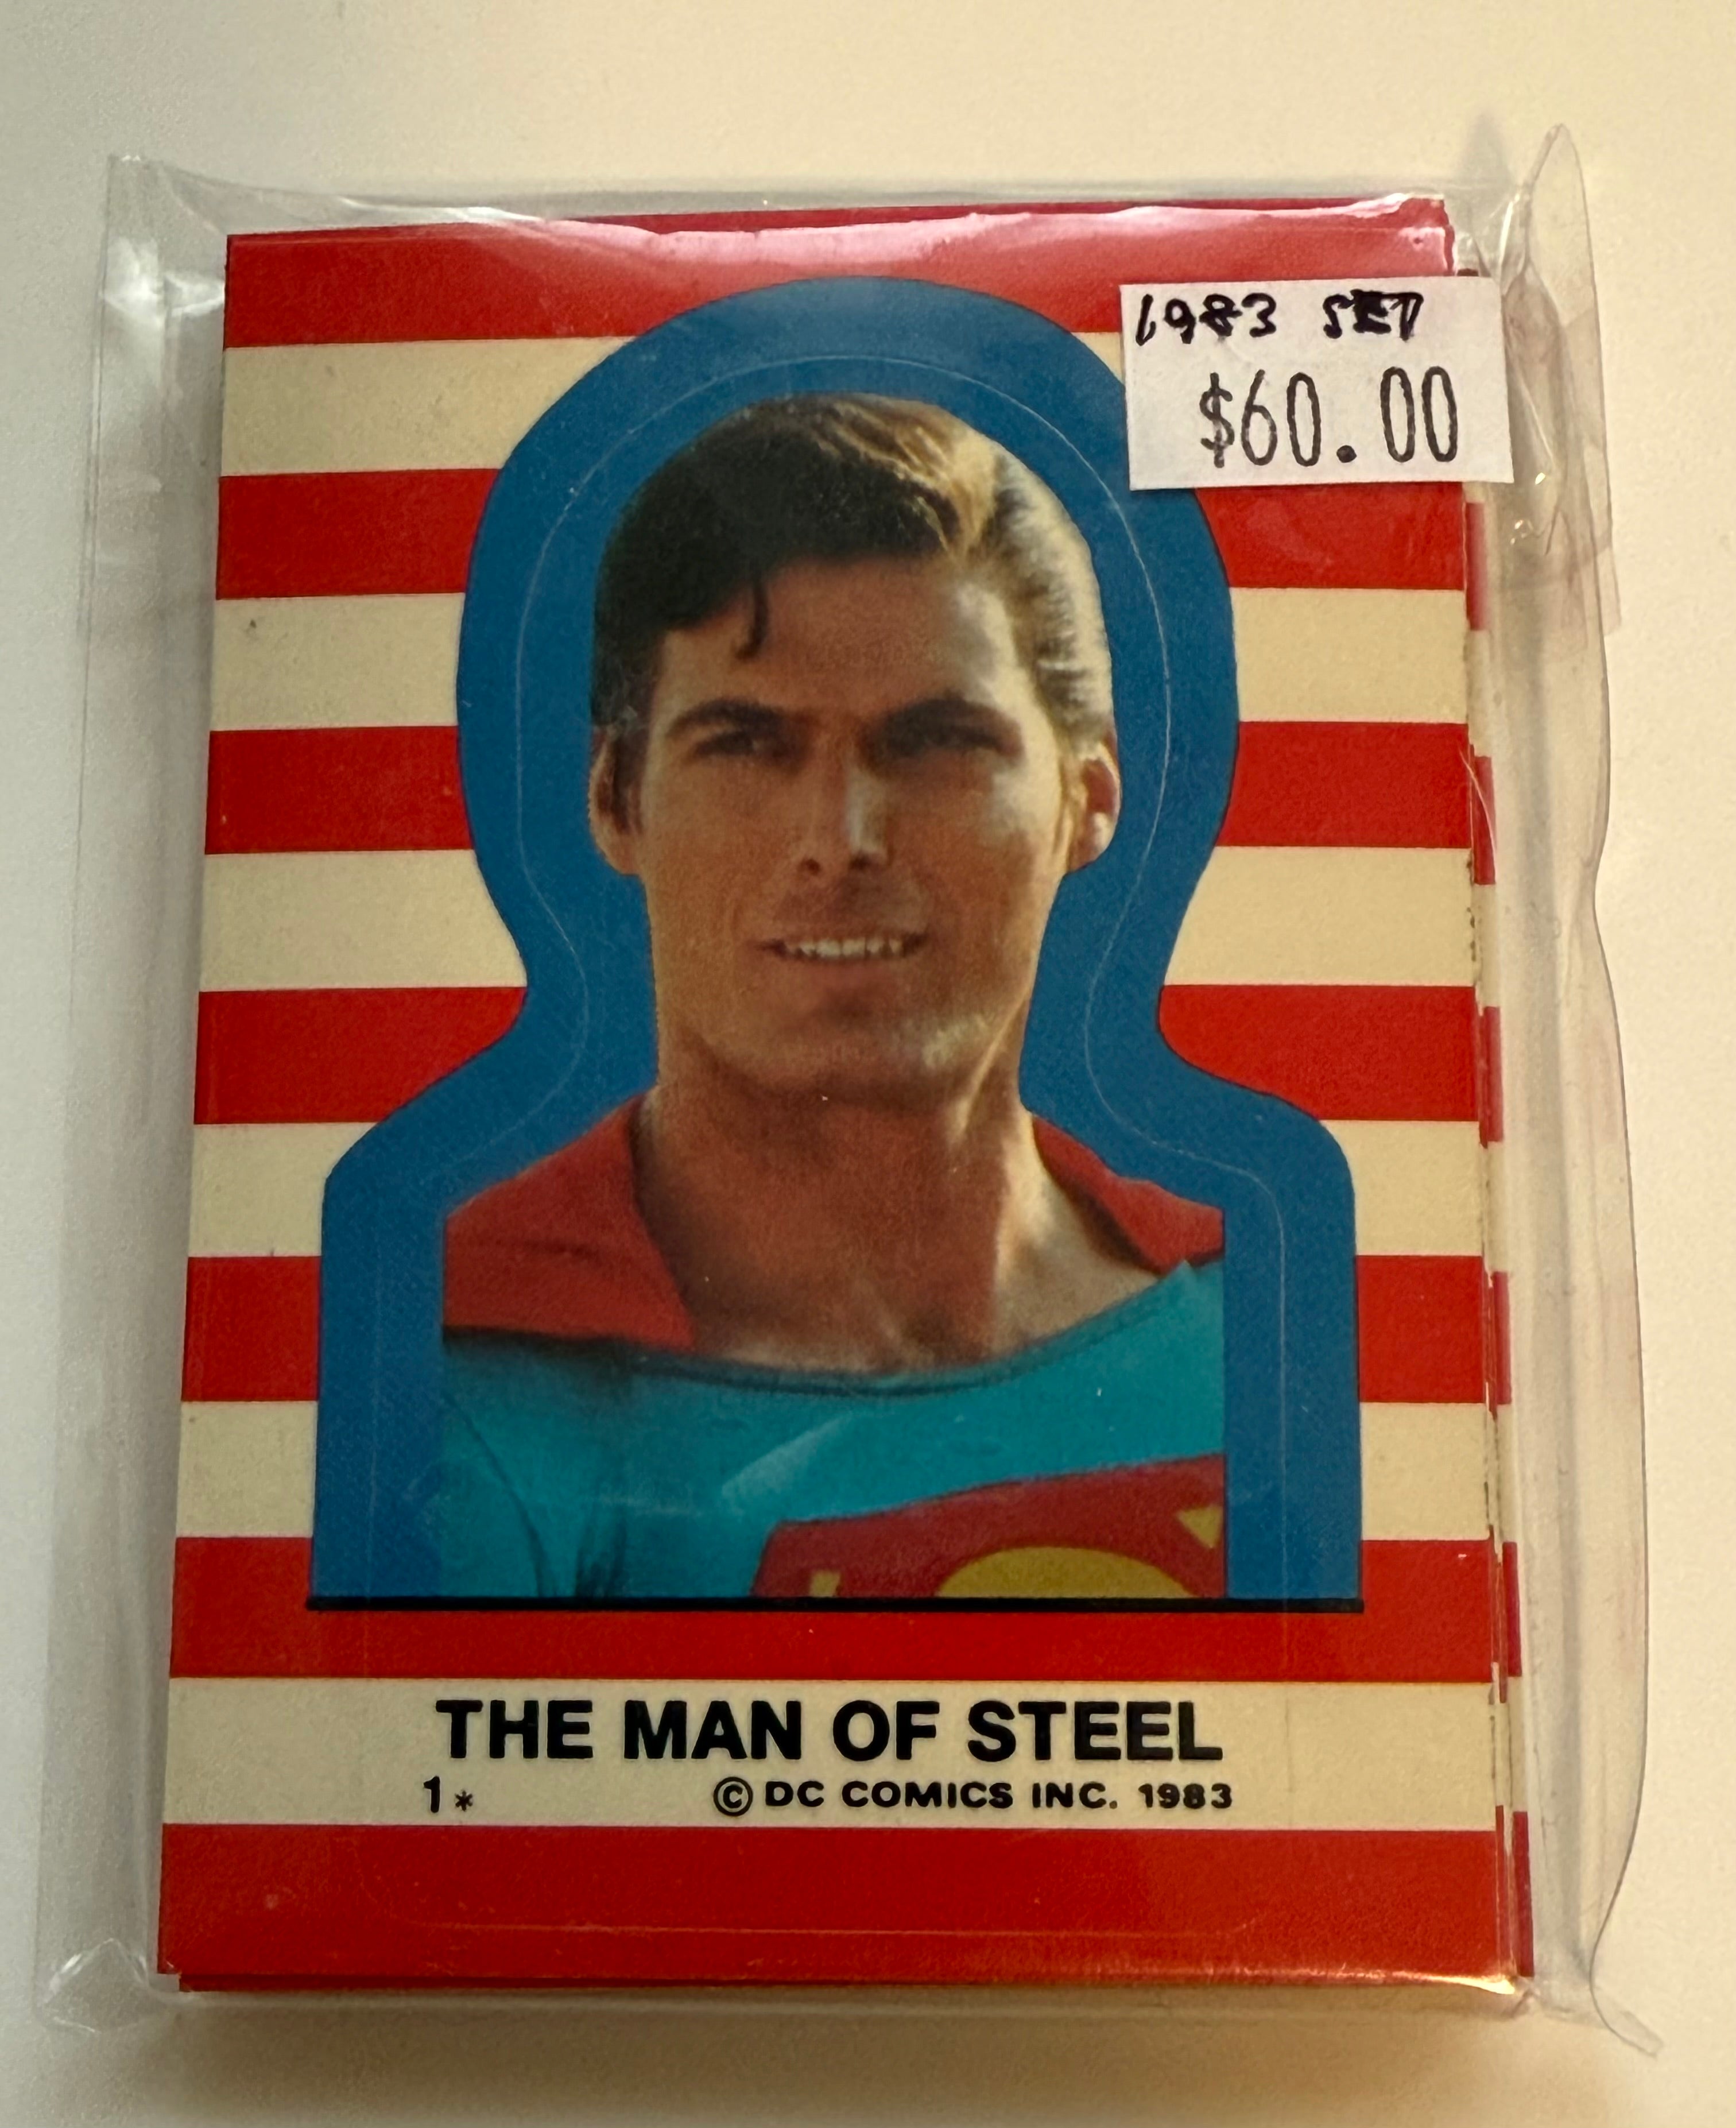 1983 SET
$60.00
THE MAN OF STEEL
1* © DC COMICS INC. 1983